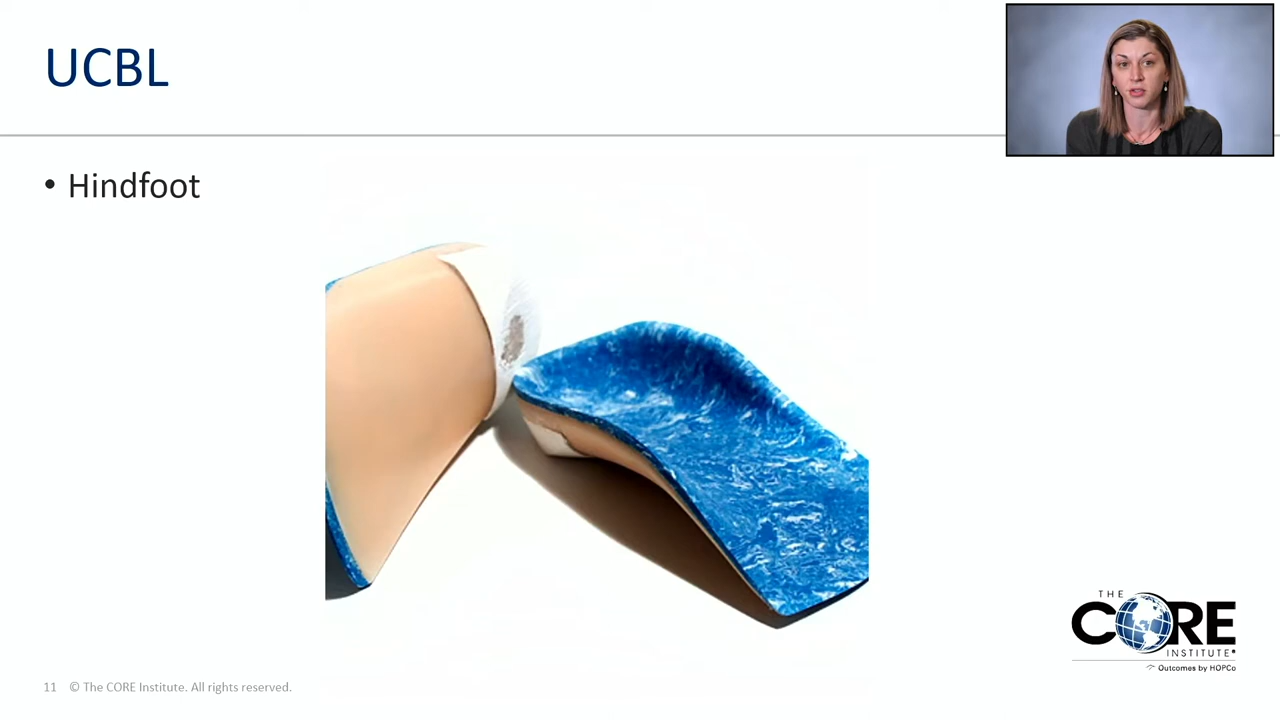 UCBL
• Hindfoot
THE
CORE
INSTITUTE®
Outcomes by HOPCo
11 © The CORE Institute. All rights reserved.